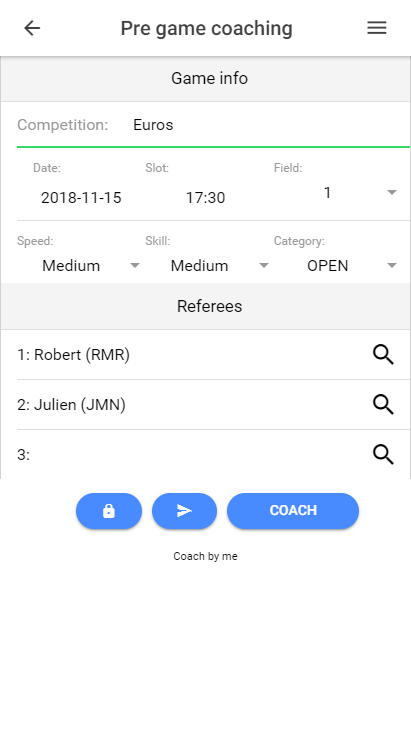 Pre game coaching
Game info
Competition: Euros
Date: Slot: Field:
2018-11-15 17:30 1
Speed: Skill: Category:
Medium Medium OPEN
Referees
1: Robert (RMR)
2: Julien (JMN)
3:
COACH
Coach by me